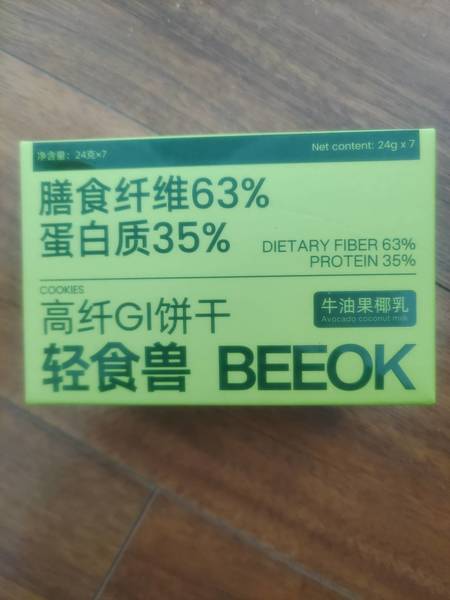 净含量：24克×7
Net content: 24g x 7
膳食纤维63%
蛋白质35%
DIETARY FIBER 63%
PROTEIN 35%
COOKIES
高纤GI饼干
牛油果椰乳
Avocado coconut milk
轻食兽 BEEOK